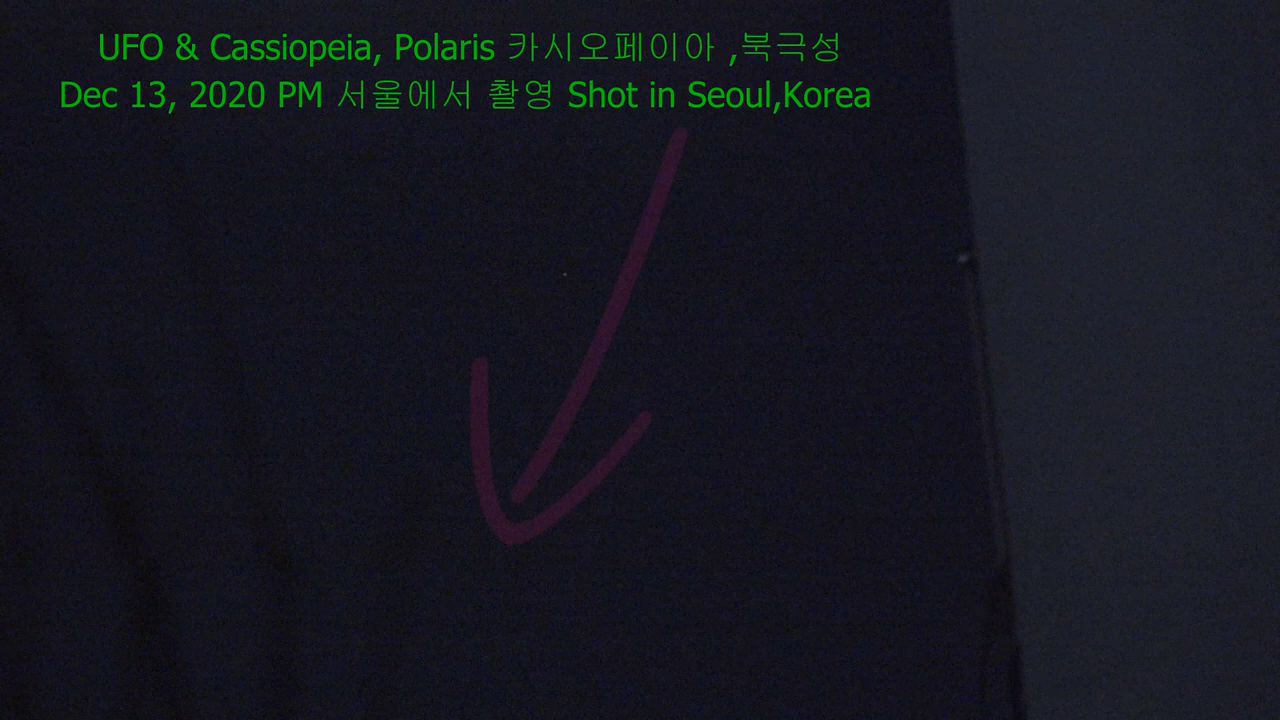 UFO & Cassiopeia, Polaris 카시오페이아 ,북극성
Dec 13, 2020 PM 서울에서 촬영 Shot in Seoul,Korea